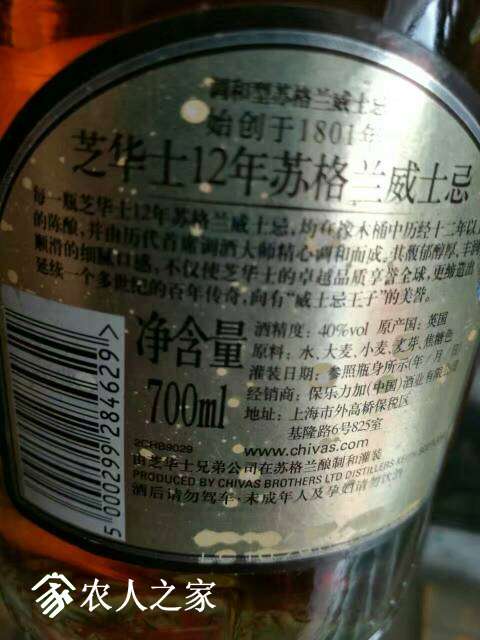 调和型苏格兰威士忌
始创于1801年
芝华士12年苏格兰威士忌
每一瓶芝华士12年苏格兰威士忌，均在橡木桶中历经十二年以上
的陈酿，并由历代首席调酒大师精心调和而成。其馥郁醇厚，丰
顺滑的细腻口感，不仅使芝华士的卓越品质享誉全球，更缔造出
延续一个多世纪的百年传奇，向有“威士忌王子”的美誉。
净含量
700ml
酒精度：40%vol 原产国：英国
原料：水、大麦、小麦、麦芽、焦糖色
灌装日期：参照瓶身所示(年／月／日)
经销商：保乐力加(中国)酒业有限公司
地址：上海市外高桥保税区
基隆路6号825室
2CHB9029
www.chivas.com
由芝华士兄弟公司在苏格兰酿制和灌装
PRODUCED BY CHIVAS BROTHERS LTD DISTILLERS KEITH
酒后请勿驾车·未成年人及孕妇请勿饮酒
5 000299 284629 >
农人之家